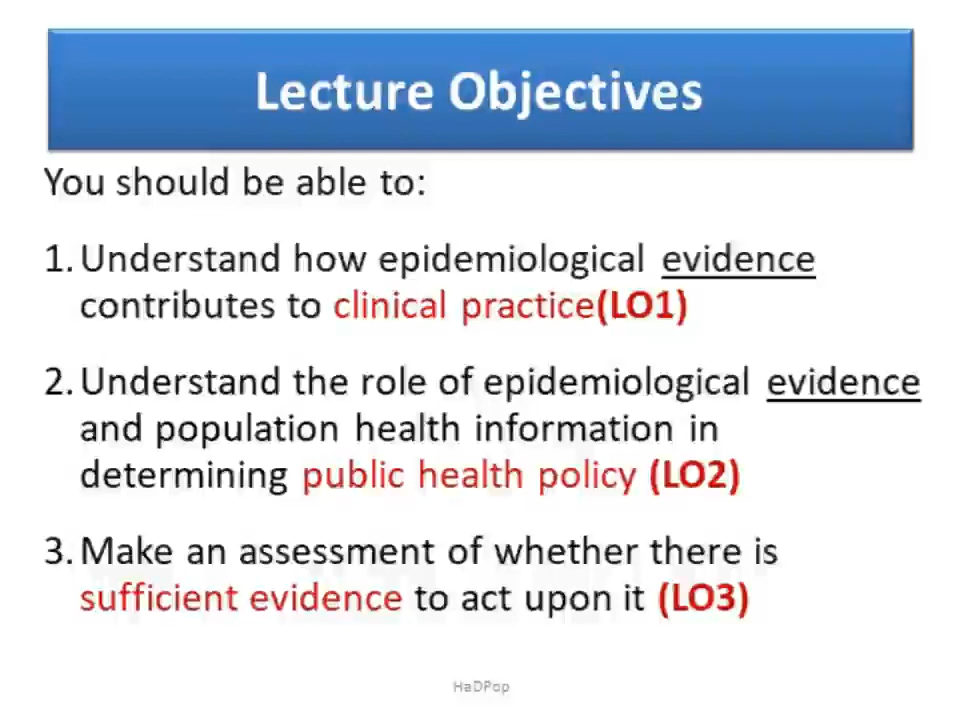 Lecture Objectives
You should be able to:
1. Understand how epidemiological evidence
contributes to clinical practice(LO1)
2. Understand the role of epidemiological evidence
and population health information in
determining public health policy (LO2)
3. Make an assessment of whether there is
sufficient evidence to act upon it (LO3)
HaDPop